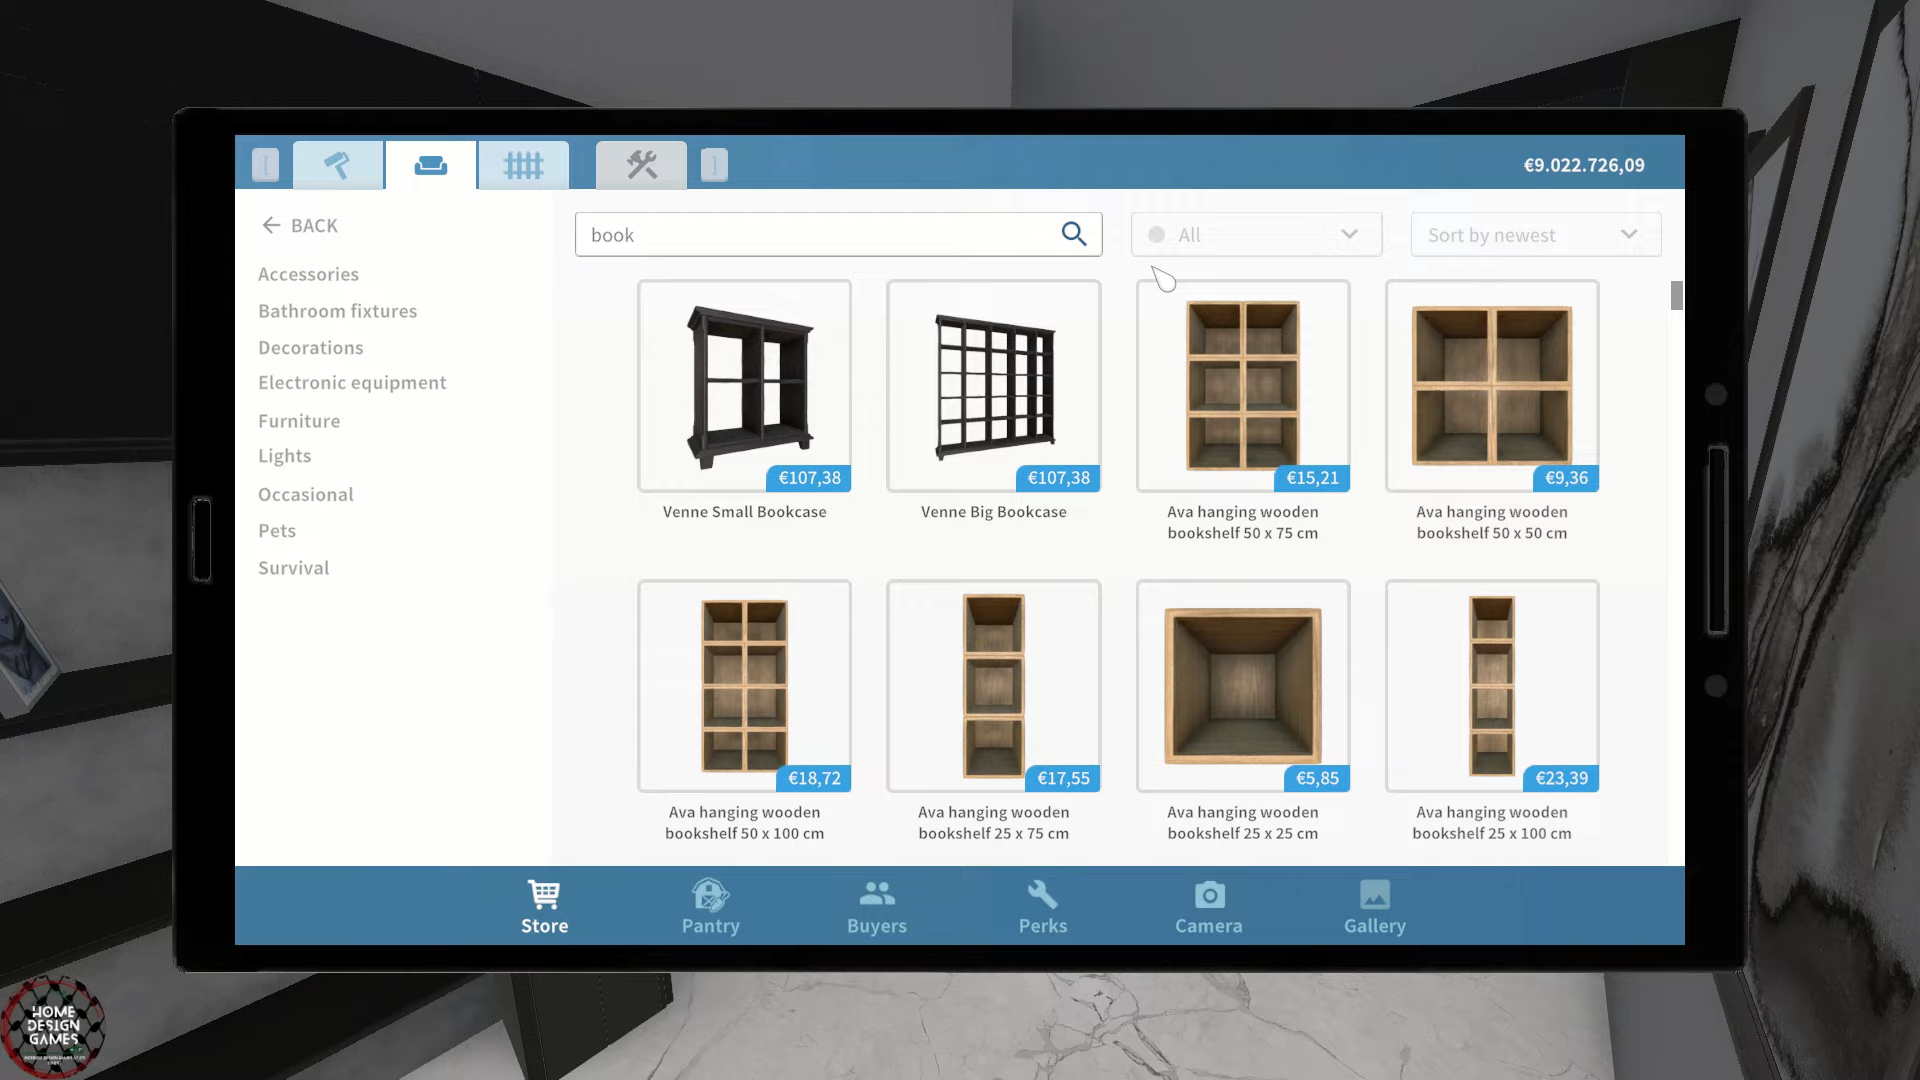 €9.022.726,09
BACK
book
All
Sort by newest
Accessories
Bathroom fixtures
Decorations
Electronic equipment
Furniture
Lights
Occasional
Pets
Survival
€107,38
€107,38
€15,21
€9,36
Venne Small Bookcase
Venne Big Bookcase
Ava hanging wooden
bookshelf 50 x 75 cm
Ava hanging wooden
bookshelf 50 x 50 cm
€18,72
€17,55
€5,85
€23,39
Ava hanging wooden
bookshelf 50 x 100 cm
Ava hanging wooden
bookshelf 25 x 75 cm
Ava hanging wooden
bookshelf 25 x 25 cm
Ava hanging wooden
bookshelf 25 x 100 cm
Store
Pantry
Buyers
Perks
Camera
Gallery
HOME
DESIGN
GAMES